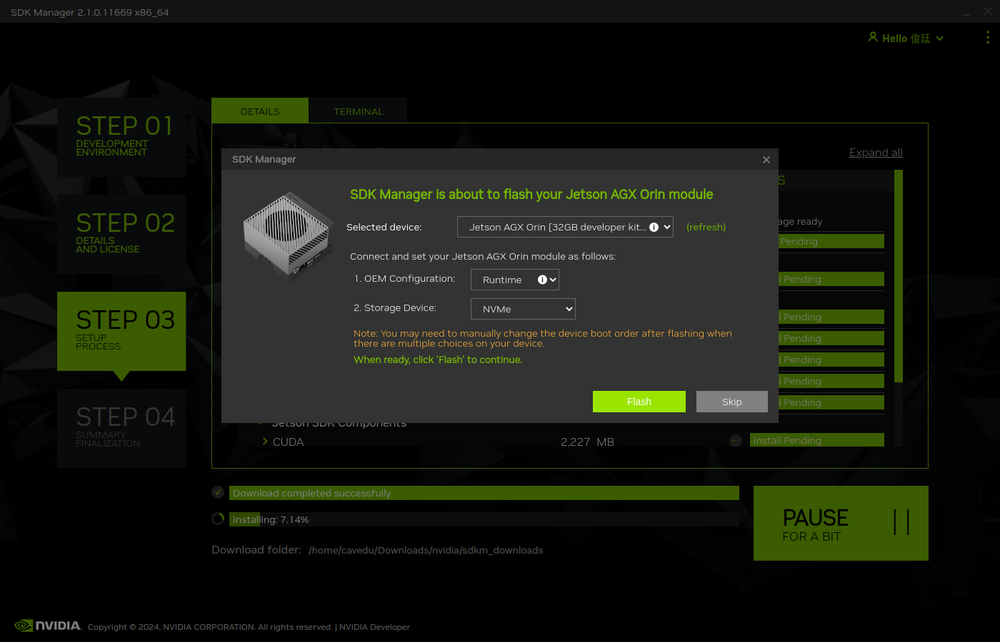 SDK Manager 2.1.0.11669 x86_64
Hello 俊廷
STEP 01
DEVELOPMENT
ENVIRONMENT
STEP 02
DETAILS
AND LICENSE
STEP 03
SETUP
PROCESS
STEP 04
SUMMARY
FINALIZATION
DETAILS
TERMINAL
Expand all
SDK Manager
SDK Manager is about to flash your Jetson AGX Orin module
Selected device:
Jetson AGX Orin [32GB developer kit...
(refresh)
Connect and set your Jetson AGX Orin module as follows:
1. OEM Configuration:
Runtime
2. Storage Device:
NVMe
Note: You may need to manually change the device boot order after flashing when
there are multiple choices on your device.
When ready, click 'Flash' to continue.
Flash
Skip
ready
Pending
Pending
Pending
Pending
Pending
Pending
Pending
Jetson SDK Components
CUDA 2,227 MB Install Pending
Download completed successfully
Installing: 7.14%
Download folder: /home/cavedu/Downloads/nvidia/sdkm_downloads
PAUSE
FOR A BIT
NVIDIA. Copyright © 2024, NVIDIA CORPORATION. All rights reserved. | NVIDIA Developer